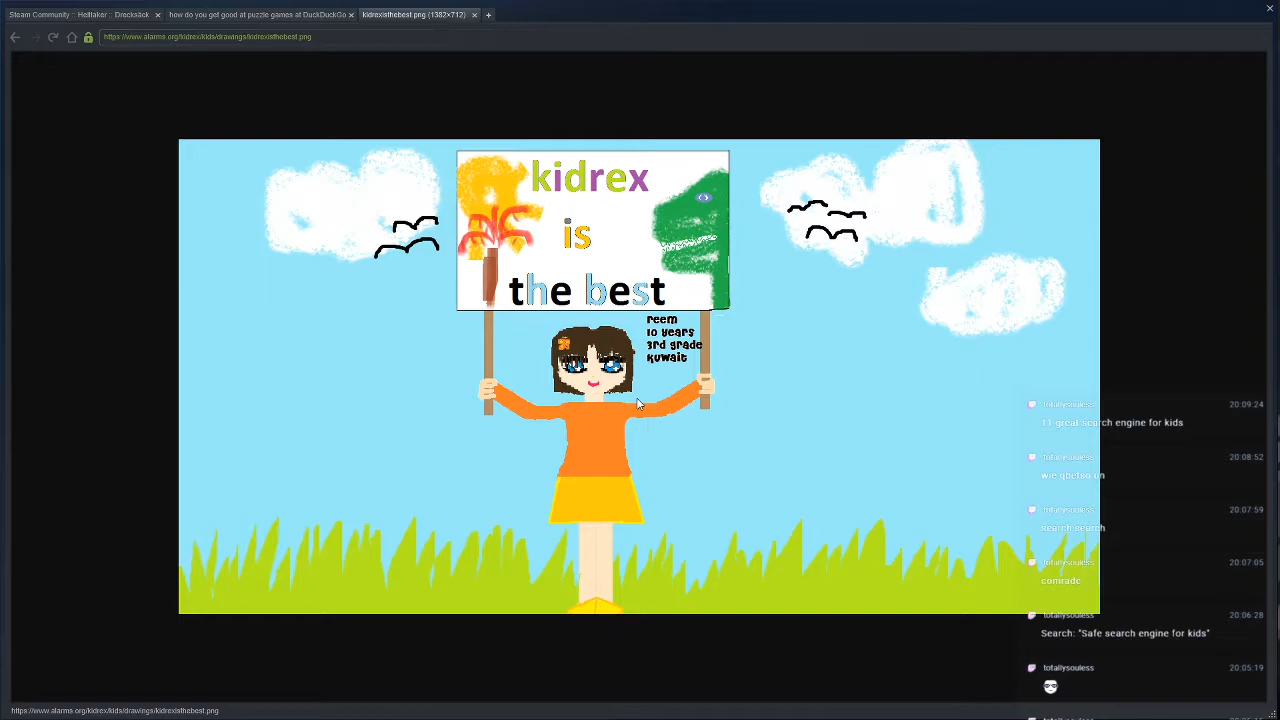 Steam Community :: Helltaker :: Drecksäck
how do you get good at puzzle games at DuckDuckGo
kidrexisthebest.png (1382×712)
https://www.alarms.org/kidrex/kids/drawings/kidrexisthebest.png
kidrex
is
the best
reem
10 years
3rd grade
kuwait
totallysouless 20:09:24
11 great search engine for kids
totallysouless 20:08:52
totallysouless 20:07:59
search search
totallysouless 20:07:05
comrade
totallysouless 20:06:28
Search: "Safe search engine for kids"
totallysouless 20:05:19
https://www.alarms.org/kidrex/kids/drawings/kidrexisthebest.png